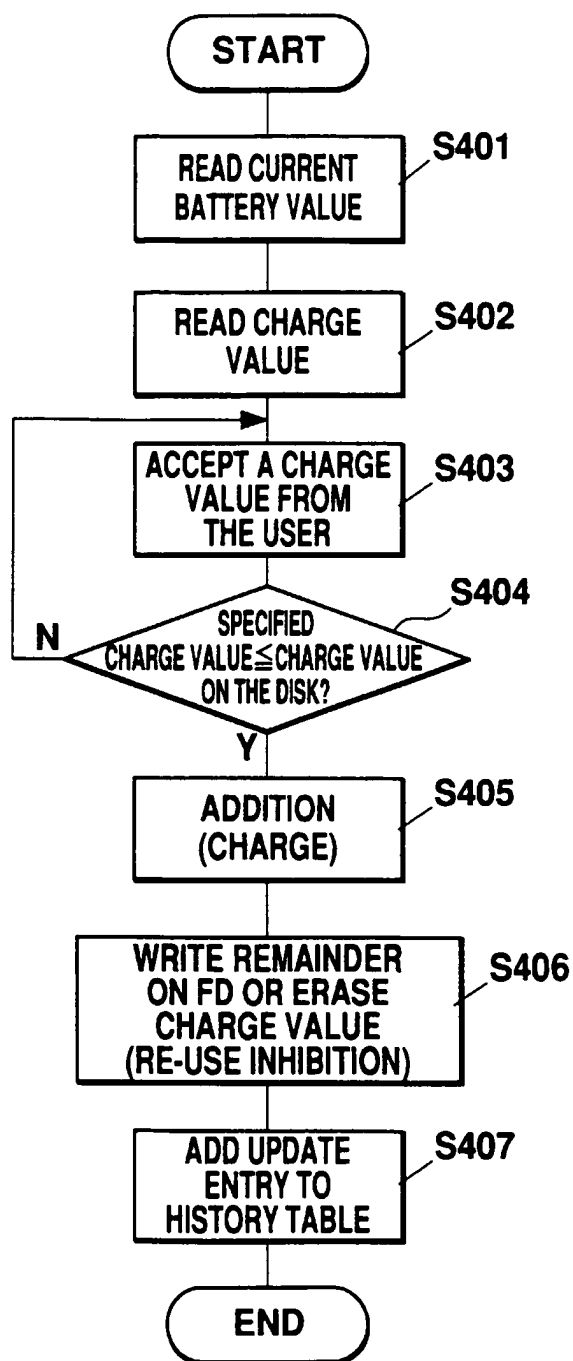 START
S401
READ CURRENT
BATTERY VALUE
S402
READ CHARGE
VALUE
S403
ACCEPT A CHARGE
VALUE FROM
THE USER
S404
N
SPECIFIED
CHARGE VALUE≦CHARGE VALUE
ON THE DISK?
Y
S405
ADDITION
(CHARGE)
S406
WRITE REMAINDER
ON FD OR ERASE
CHARGE VALUE
(RE-USE INHIBITION)
S407
ADD UPDATE
ENTRY TO
HISTORY TABLE
END